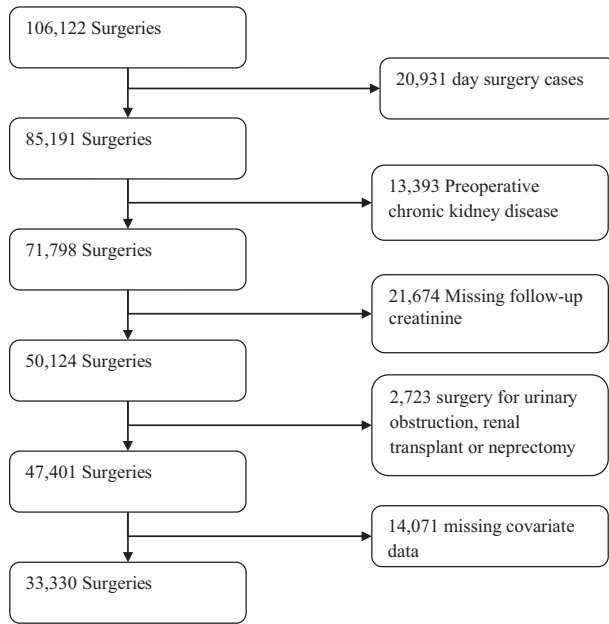 106,122 Surgeries
20,931 day surgery cases
85,191 Surgeries
13,393 Preoperative
chronic kidney disease
71,798 Surgeries
21,674 Missing follow-up
creatinine
50,124 Surgeries
2,723 surgery for urinary
obstruction, renal
transplant or neprectomy
47,401 Surgeries
14,071 missing covariate
data
33,330 Surgeries